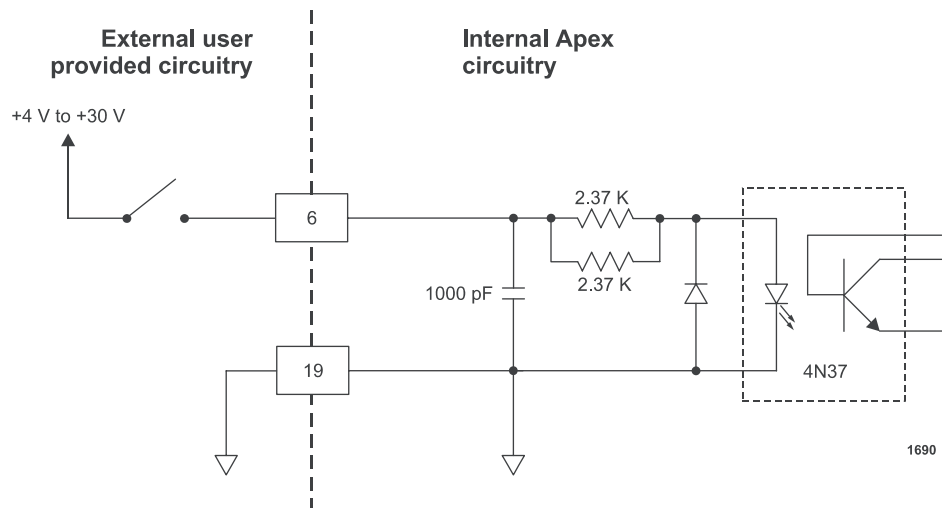 External user
provided circuitry
Internal Apex
circuitry
+4 V to +30 V
6
2.37 K
2.37 K
1000 pF
19
4N37
1690